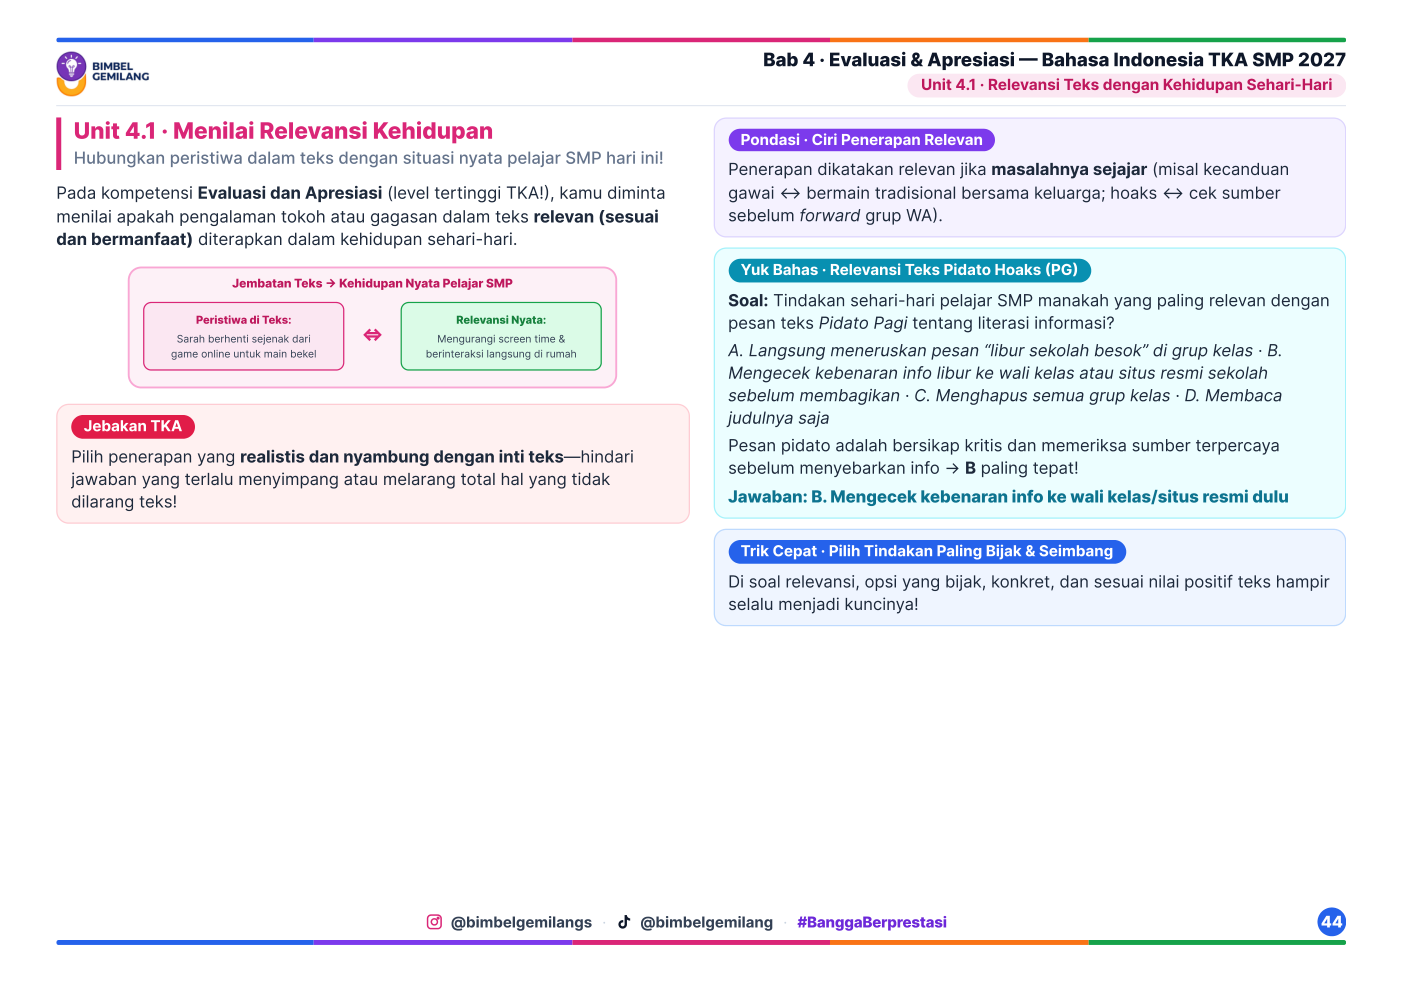 BIMBEL
GEMILANG
Bab 4 · Evaluasi & Apresiasi — Bahasa Indonesia TKA SMP 2027
Unit 4.1 · Relevansi Teks dengan Kehidupan Sehari-Hari
Unit 4.1 · Menilai Relevansi Kehidupan
Hubungkan peristiwa dalam teks dengan situasi nyata pelajar SMP hari ini!
Pada kompetensi Evaluasi dan Apresiasi (level tertinggi TKA!), kamu diminta
menilai apakah pengalaman tokoh atau gagasan dalam teks relevan (sesuai
dan bermanfaat) diterapkan dalam kehidupan sehari-hari.
Jembatan Teks → Kehidupan Nyata Pelajar SMP
Peristiwa di Teks:
Sarah berhenti sejenak dari
game online untuk main bekel
⇔
Relevansi Nyata:
Mengurangi screen time &
berinteraksi langsung di rumah
Jebakan TKA
Pilih penerapan yang realistis dan nyambung dengan inti teks—hindari
jawaban yang terlalu menyimpang atau melarang total hal yang tidak
dilarang teks!
Pondasi · Ciri Penerapan Relevan
Penerapan dikatakan relevan jika masalahnya sejajar (misal kecanduan
gawai ↔ bermain tradisional bersama keluarga; hoaks ↔ cek sumber
sebelum forward grup WA).
Yuk Bahas · Relevansi Teks Pidato Hoaks (PG)
Soal: Tindakan sehari-hari pelajar SMP manakah yang paling relevan dengan
pesan teks Pidato Pagi tentang literasi informasi?
A. Langsung meneruskan pesan “libur sekolah besok” di grup kelas · B.
Mengecek kebenaran info libur ke wali kelas atau situs resmi sekolah
sebelum membagikan · C. Menghapus semua grup kelas · D. Membaca
judulnya saja
Pesan pidato adalah bersikap kritis dan memeriksa sumber terpercaya
sebelum menyebarkan info → B paling tepat!
Jawaban: B. Mengecek kebenaran info ke wali kelas/situs resmi dulu
Trik Cepat · Pilih Tindakan Paling Bijak & Seimbang
Di soal relevansi, opsi yang bijak, konkret, dan sesuai nilai positif teks hampir
selalu menjadi kuncinya!
@bimbelgemilangs · @bimbelgemilang · #BanggaBerprestasi
44